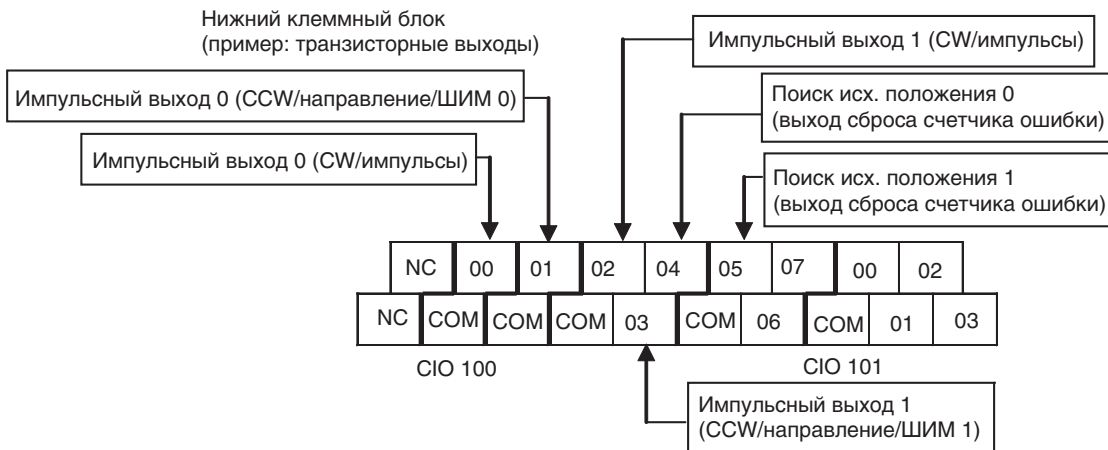 Нижний клеммный блок
(пример: транзисторные выходы)
Импульсный выход 1 (CW/импульсы)
Импульсный выход 0 (CCW/направление/ШИМ 0)
Поиск исх. положения 0
(выход сброса счетчика ошибки)
Импульсный выход 0 (CW/импульсы)
Поиск исх. положения 1
(выход сброса счетчика ошибки)
NC 00 01 02 04 05 07 00 02
NC COM COM COM 03 COM 06 COM 01 03
CIO 100 CIO 101
Импульсный выход 1
(CCW/направление/ШИМ 1)